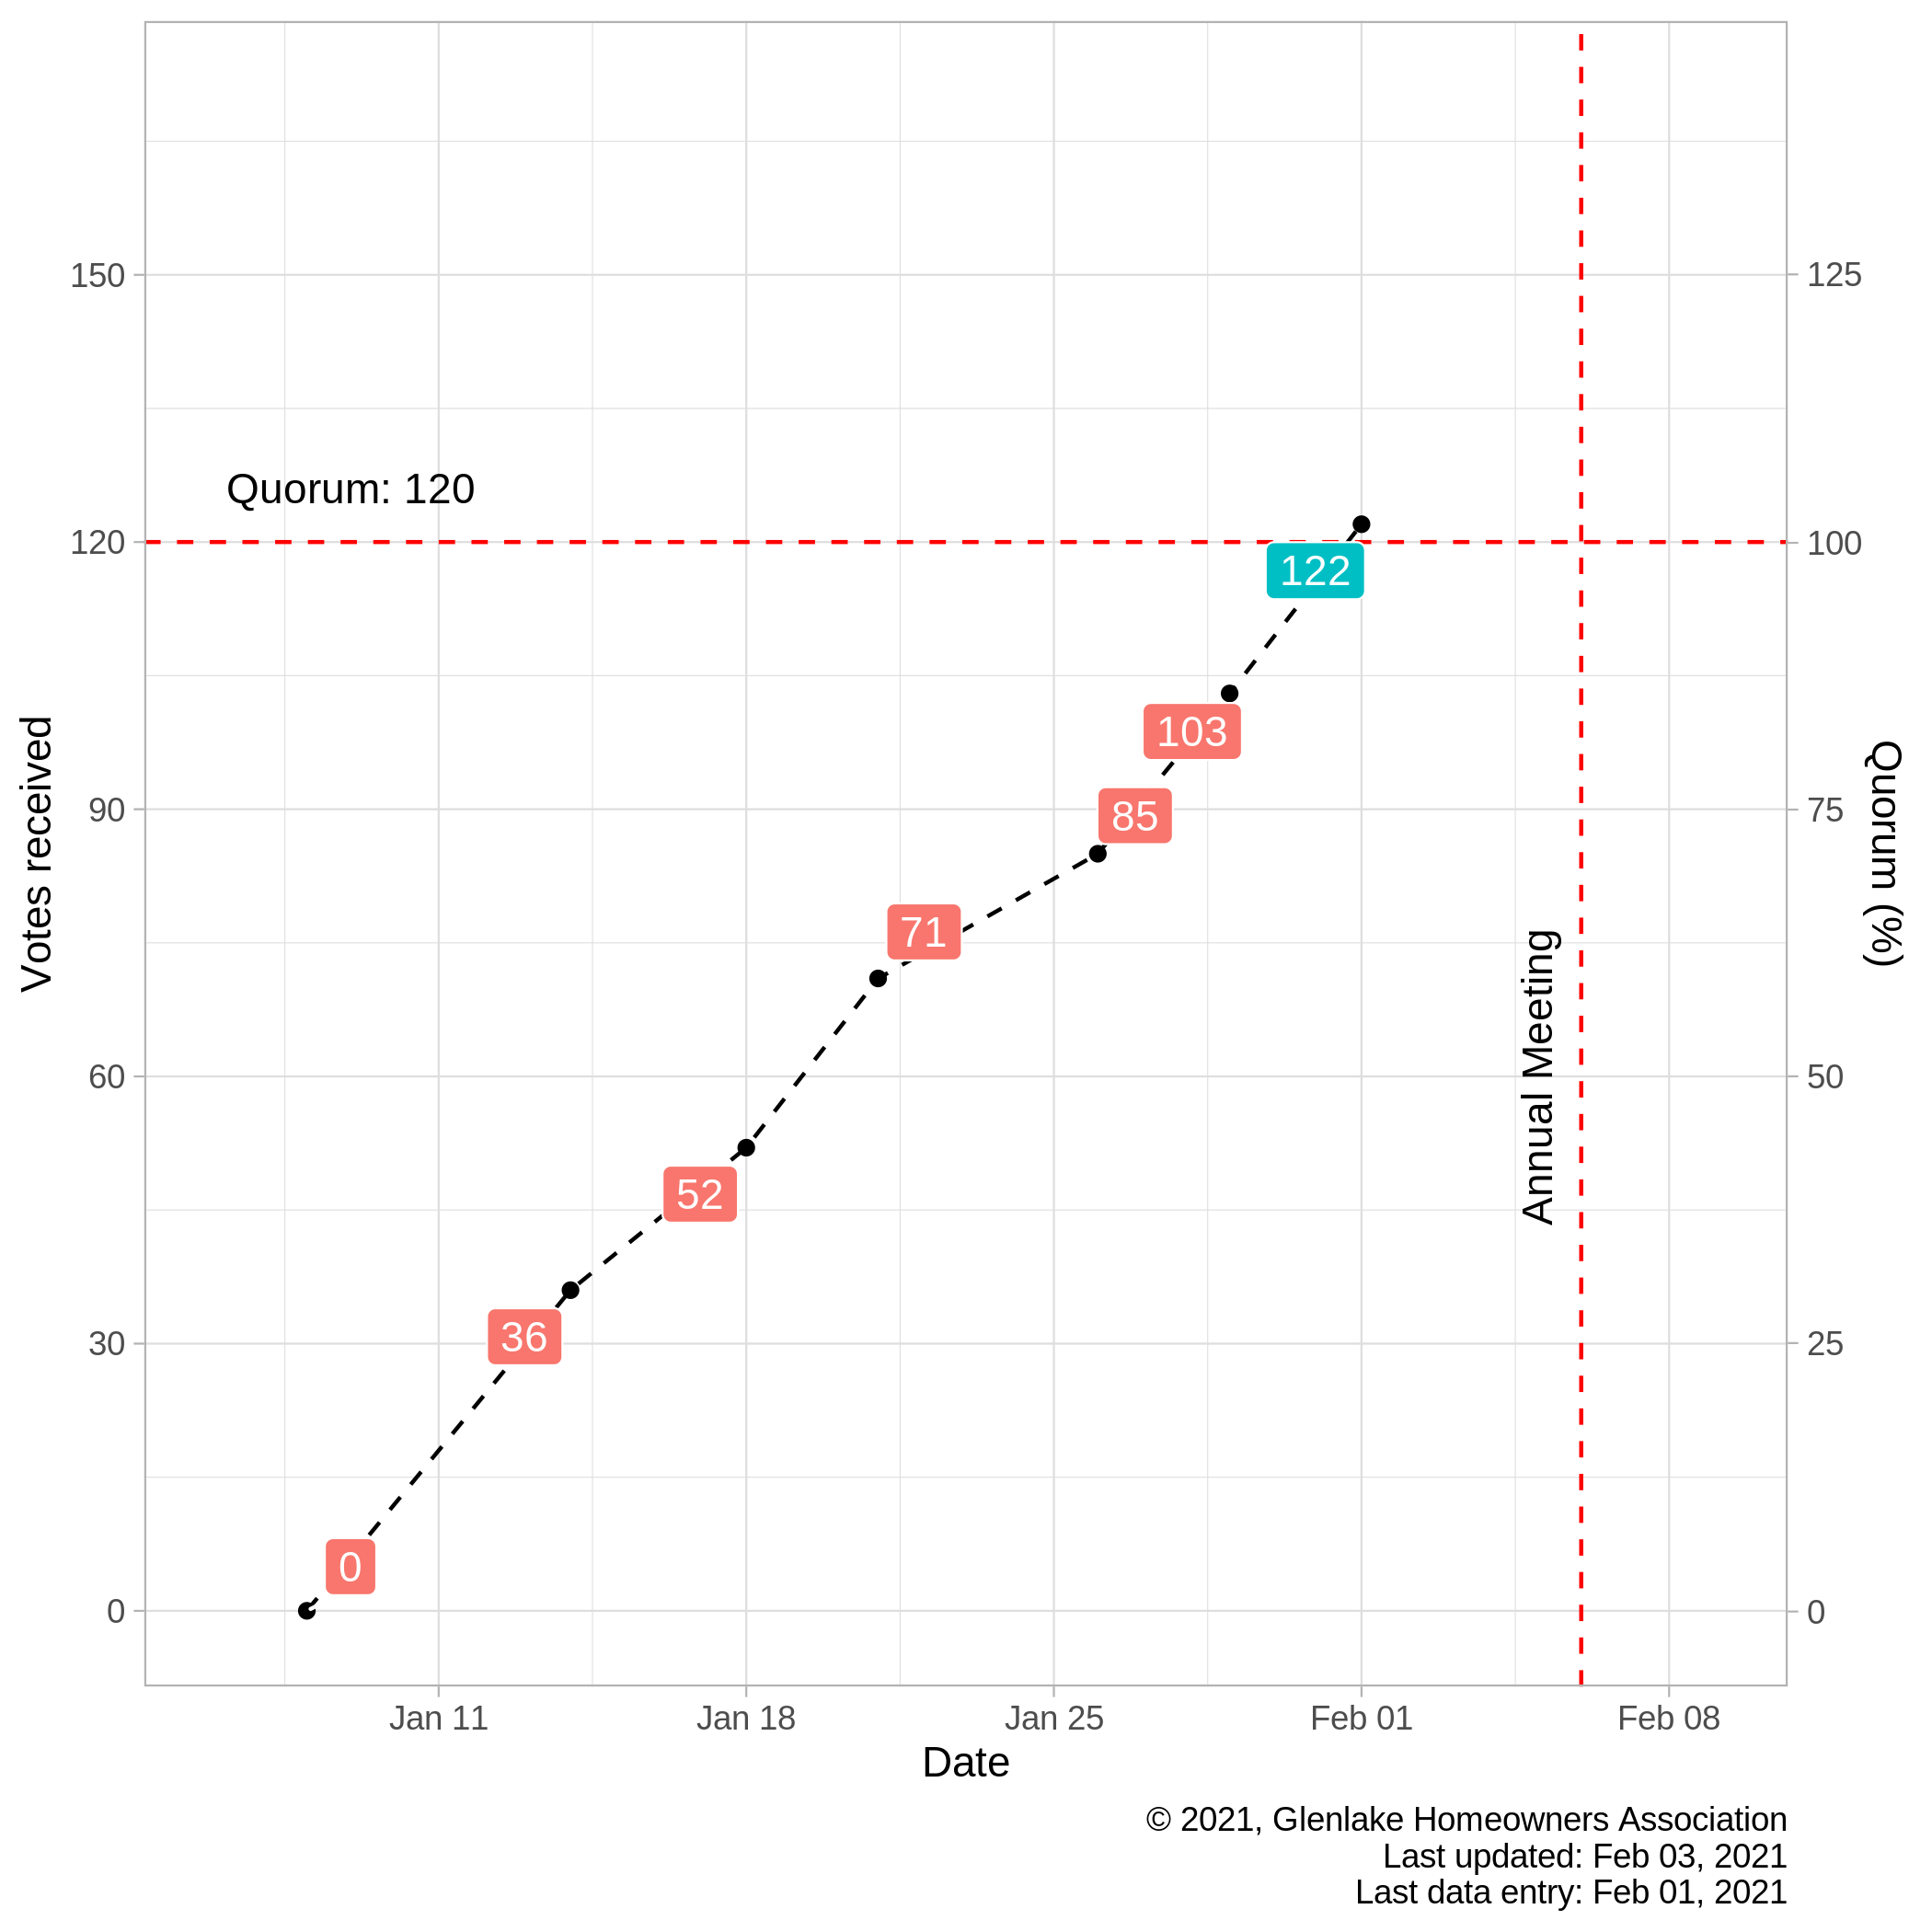 150
120
90
60
30
0
Votes received
125
100
75
50
25
0
Quorum (%)
Quorum: 120
122
103
85
71
52
36
0
Annual Meeting
Jan 11
Jan 18
Jan 25
Feb 01
Feb 08
Date
© 2021, Glenlake Homeowners Association
Last updated: Feb 03, 2021
Last data entry: Feb 01, 2021